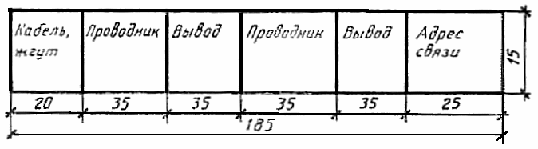 Кабель, Проводник Вывод Проводник Вывод Адрес
жгут связи
15
20 35 35 35 35 25
185